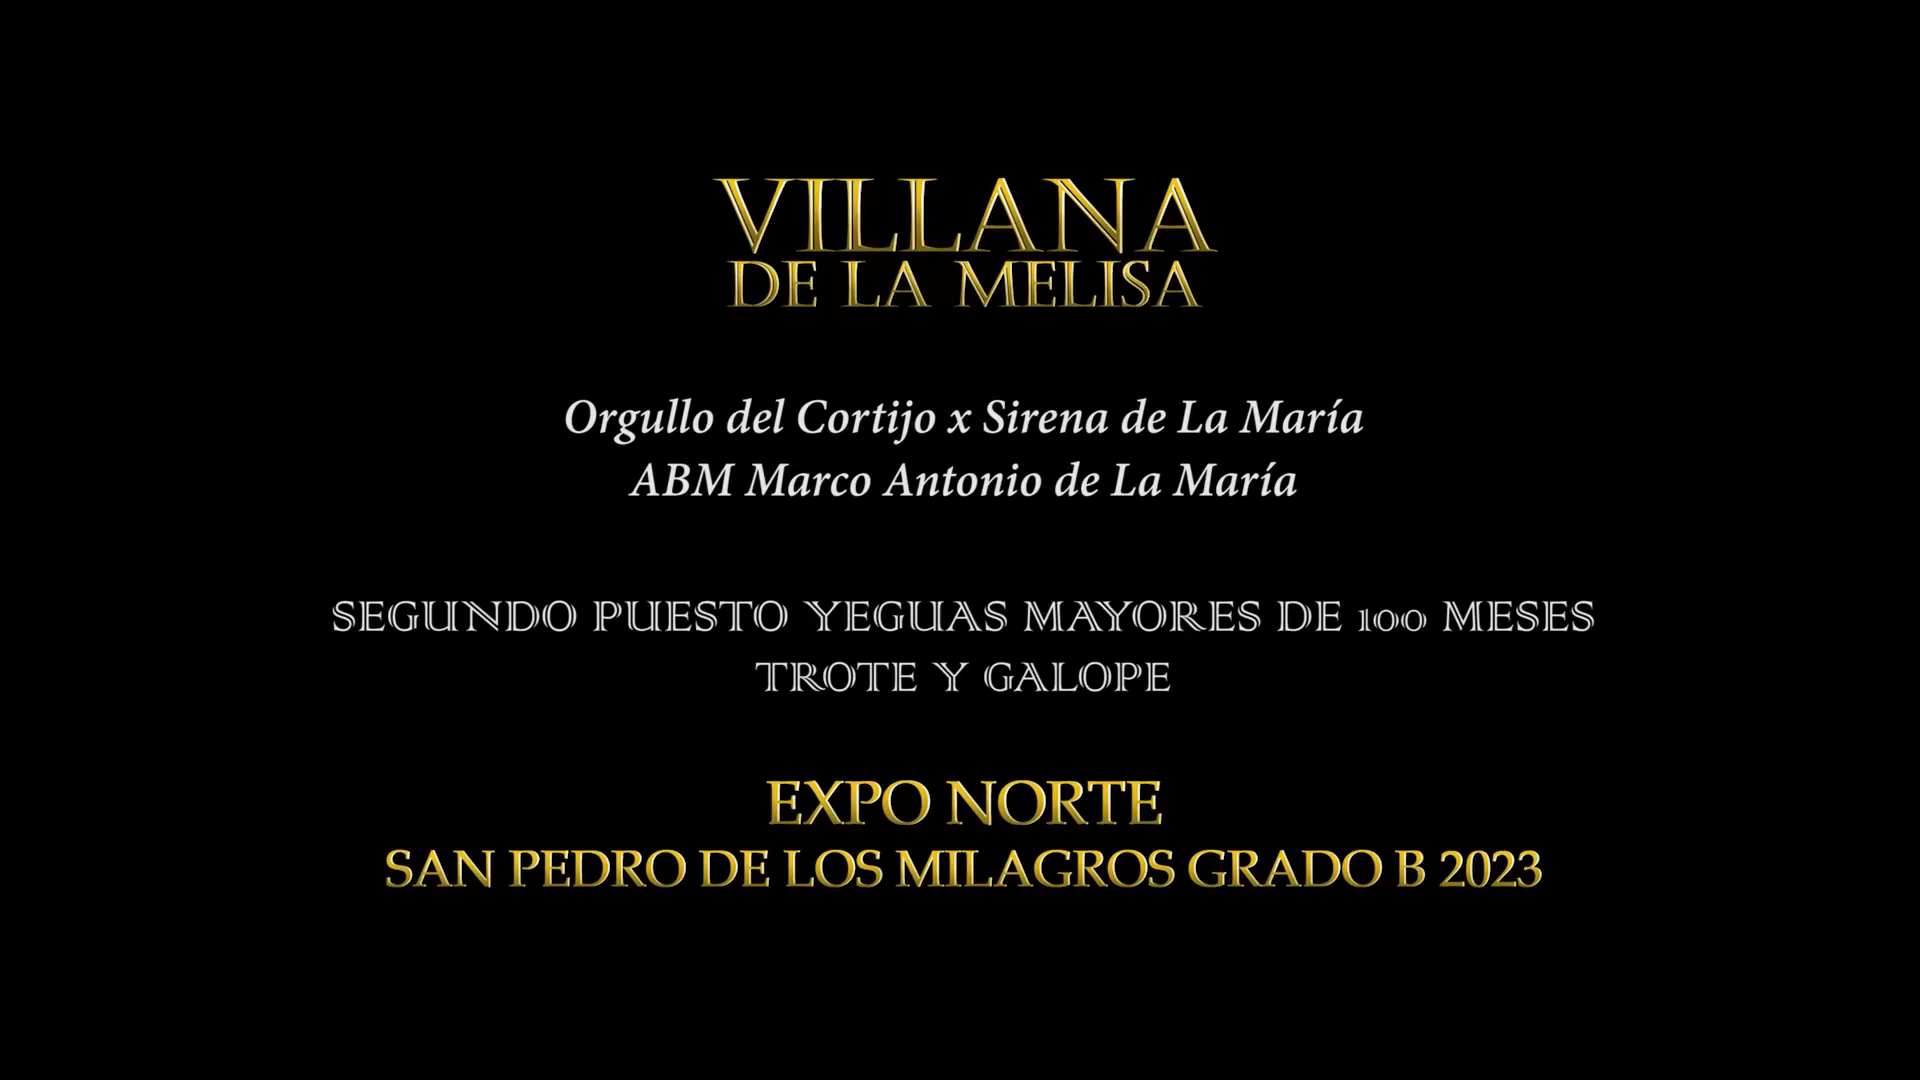 VILLANA
DE LA MELISA
Orgullo del Cortijo x Sirena de La María
ABM Marco Antonio de La María
SEGUNDO PUESTO YEGUAS MAYORES DE 100 MESES
TROTE Y GALOPE
EXPO NORTE
SAN PEDRO DE LOS MILAGROS GRADO B 2023